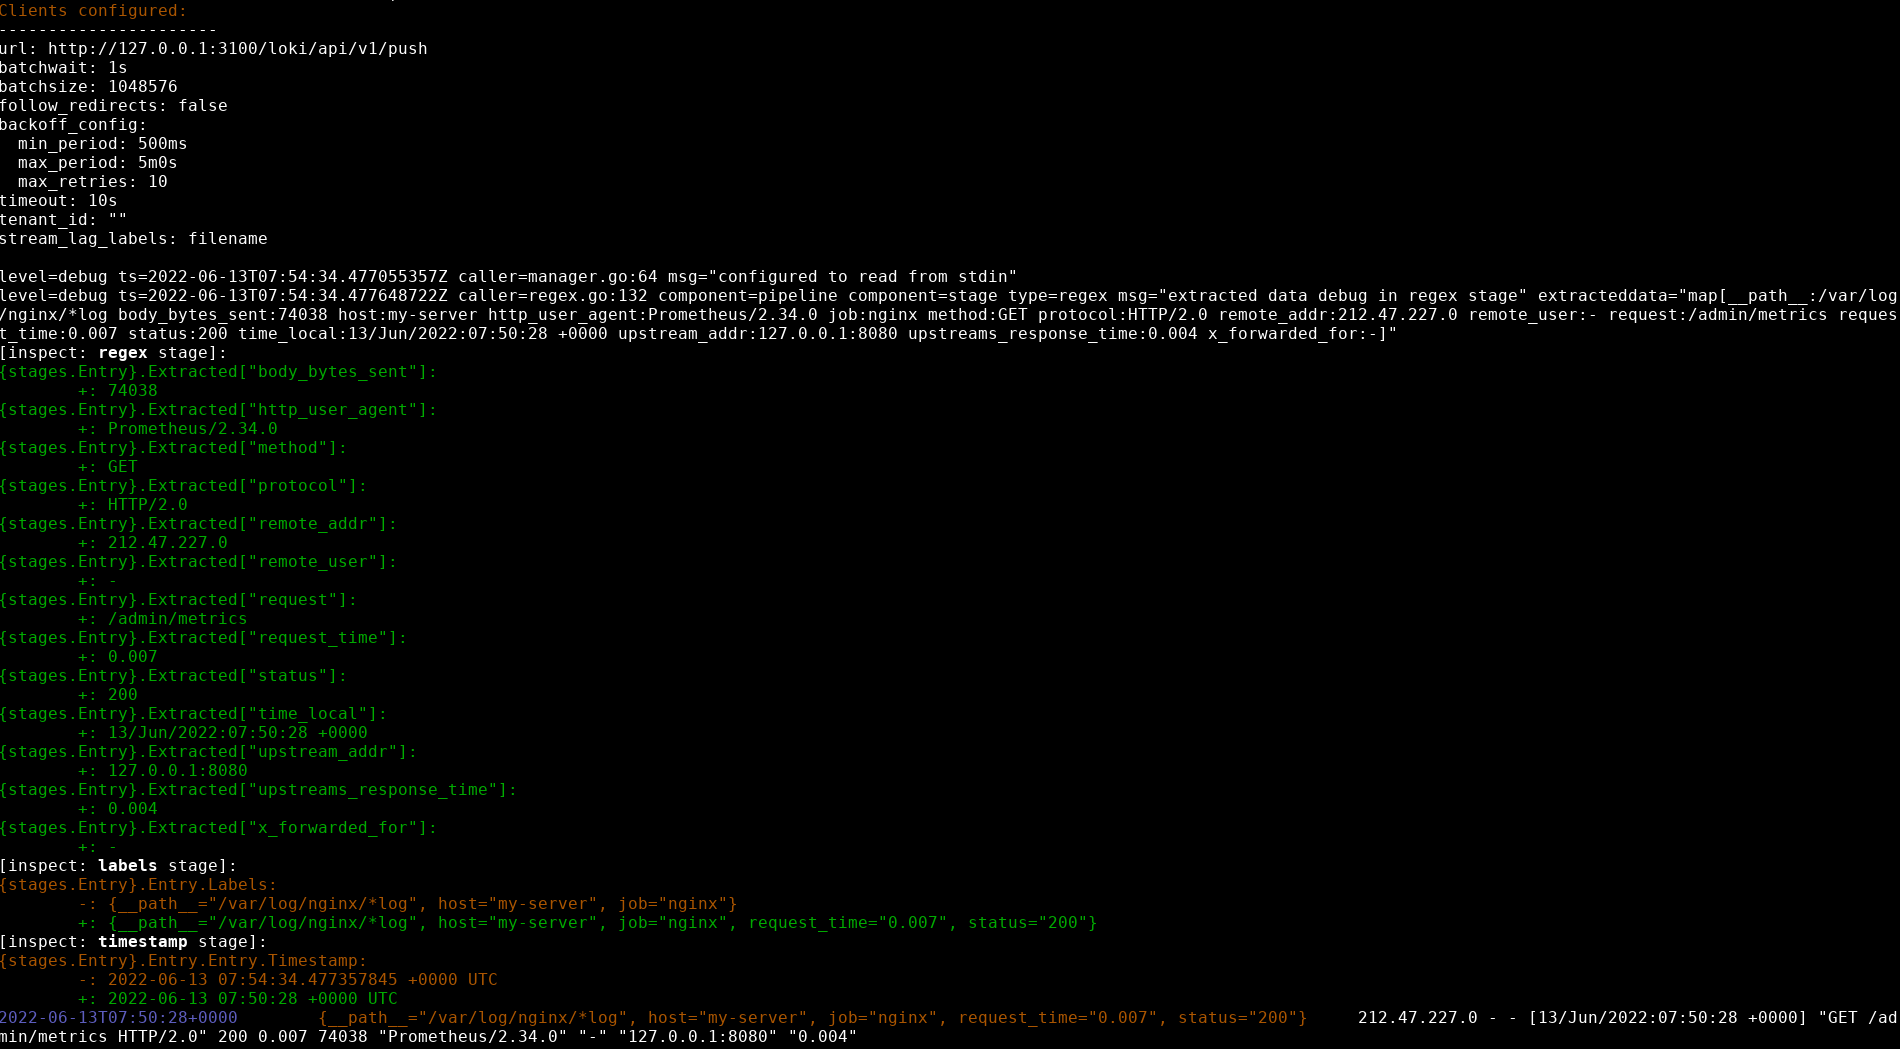 Clients configured:
----------------------
url: http://127.0.0.1:3100/loki/api/v1/push
batchwait: 1s
batchsize: 1048576
follow_redirects: false
backoff_config:
  min_period: 500ms
  max_period: 5m0s
  max_retries: 10
timeout: 10s
tenant_id: ""
stream_lag_labels: filename

level=debug ts=2022-06-13T07:54:34.477055357Z caller=manager.go:64 msg="configured to read from stdin"
level=debug ts=2022-06-13T07:54:34.477648722Z caller=regex.go:132 component=pipeline component=stage type=regex msg="extracted data debug in regex stage" extracteddata="map[__path__:/var/log
/nginx/*log body_bytes_sent:74038 host:my-server http_user_agent:Prometheus/2.34.0 job:nginx method:GET protocol:HTTP/2.0 remote_addr:212.47.227.0 remote_user:- request:/admin/metrics reques
t_time:0.007 status:200 time_local:13/Jun/2022:07:50:28 +0000 upstream_addr:127.0.0.1:8080 upstreams_response_time:0.004 x_forwarded_for:-]"
[inspect: regex stage]:
{stages.Entry}.Extracted["body_bytes_sent"]:
        +: 74038
{stages.Entry}.Extracted["http_user_agent"]:
        +: Prometheus/2.34.0
{stages.Entry}.Extracted["method"]:
        +: GET
{stages.Entry}.Extracted["protocol"]:
        +: HTTP/2.0
{stages.Entry}.Extracted["remote_addr"]:
        +: 212.47.227.0
{stages.Entry}.Extracted["remote_user"]:
        +: -
{stages.Entry}.Extracted["request"]:
        +: /admin/metrics
{stages.Entry}.Extracted["request_time"]:
        +: 0.007
{stages.Entry}.Extracted["status"]:
        +: 200
{stages.Entry}.Extracted["time_local"]:
        +: 13/Jun/2022:07:50:28 +0000
{stages.Entry}.Extracted["upstream_addr"]:
        +: 127.0.0.1:8080
{stages.Entry}.Extracted["upstreams_response_time"]:
        +: 0.004
{stages.Entry}.Extracted["x_forwarded_for"]:
        +: -
[inspect: labels stage]:
{stages.Entry}.Entry.Labels:
        -: {__path__="/var/log/nginx/*log", host="my-server", job="nginx"}
        +: {__path__="/var/log/nginx/*log", host="my-server", job="nginx", request_time="0.007", status="200"}
[inspect: timestamp stage]:
{stages.Entry}.Entry.Entry.Timestamp:
        -: 2022-06-13 07:54:34.477357845 +0000 UTC
        +: 2022-06-13 07:50:28 +0000 UTC
2022-06-13T07:50:28+0000        {__path__="/var/log/nginx/*log", host="my-server", job="nginx", request_time="0.007", status="200"}     212.47.227.0 - - [13/Jun/2022:07:50:28 +0000] "GET /ad
min/metrics HTTP/2.0" 200 0.007 74038 "Prometheus/2.34.0" "-" "127.0.0.1:8080" "0.004"